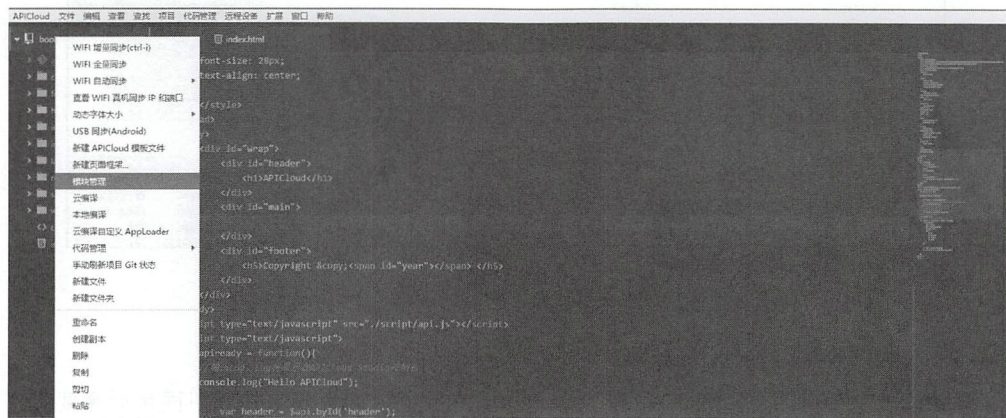 APICloud 文件 编辑 查看 查找 项目 代码管理 远程设备 扩展 窗口 帮助
index.html
WIFI 增量同步(ctrl-i)
WIFI 全量同步
WIFI 自动同步
查看 WIFI 真机同步 IP 和端口
动态字体大小
USB 同步(Android)
新建 APICloud 模板文件
新建页面框架...
模块管理
云编译
本地编译
云编译自定义 AppLoader
代码管理
手动刷新项目 Git 状态
新建文件
新建文件夹
重命名
创建副本
删除
复制
剪切
粘贴
font-size: 28px;
text-align: center;
</style>
<div id="wrap">
<div id="header">
<h1>APICloud</h1>
</div>
<div id="main">
</div>
<div id="footer">
<h5>Copyright &copy;<span id="year"></span> </h5>
</div>
</div>
type="text/javascript" src="./script/api.js"></script>
type="text/javascript">
apiready = function(){
console.log("Hello APICloud");
var header = $api.byId('header');